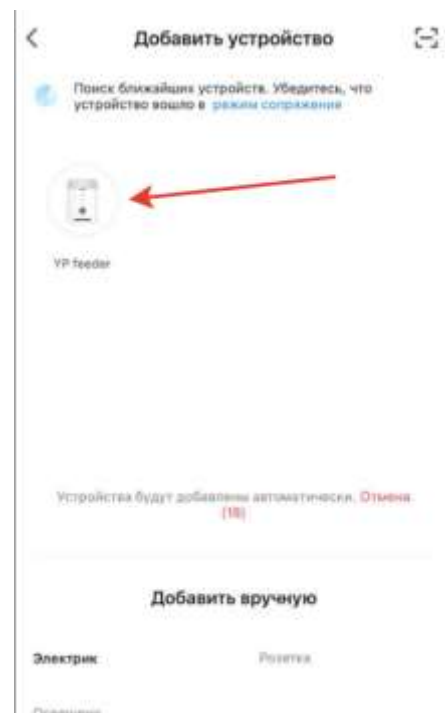 Добавить устройство
Поиск ближайших устройств. Убедитесь, что
устройство вошло в режим сопряжения
YP feeder
Устройства будут добавлены автоматически. Отмена
(18)
Добавить вручную
Электрик
Розетка